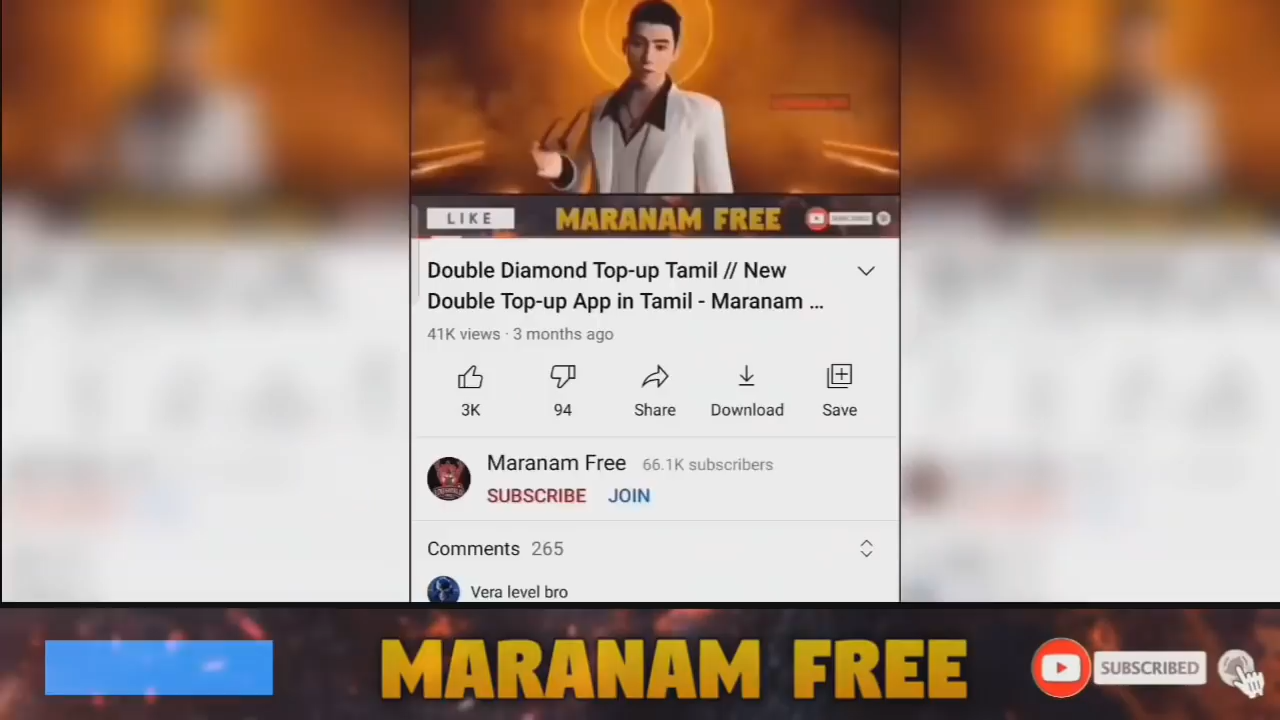 LIKE
MARANAM FREE
SUBSCRIBED
Double Diamond Top-up Tamil // New
Double Top-up App in Tamil - Maranam ...
41K views · 3 months ago
3K
94
Share
Download
Save
Maranam Free 66.1K subscribers
SUBSCRIBE JOIN
Comments 265
Vera level bro
MARANAM FREE
SUBSCRIBED